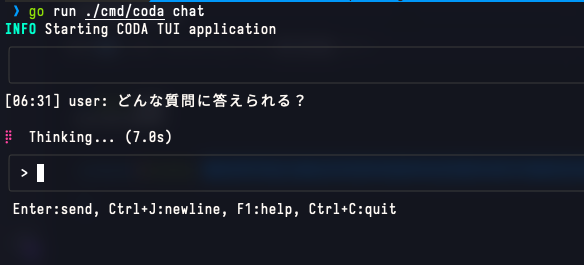 ❯ go run ./cmd/coda chat
INFO Starting CODA TUI application
[06:31] user: どんな質問に答えられる？
⣿ Thinking... (7.0s)
>
Enter:send, Ctrl+J:newline, F1:help, Ctrl+C:quit